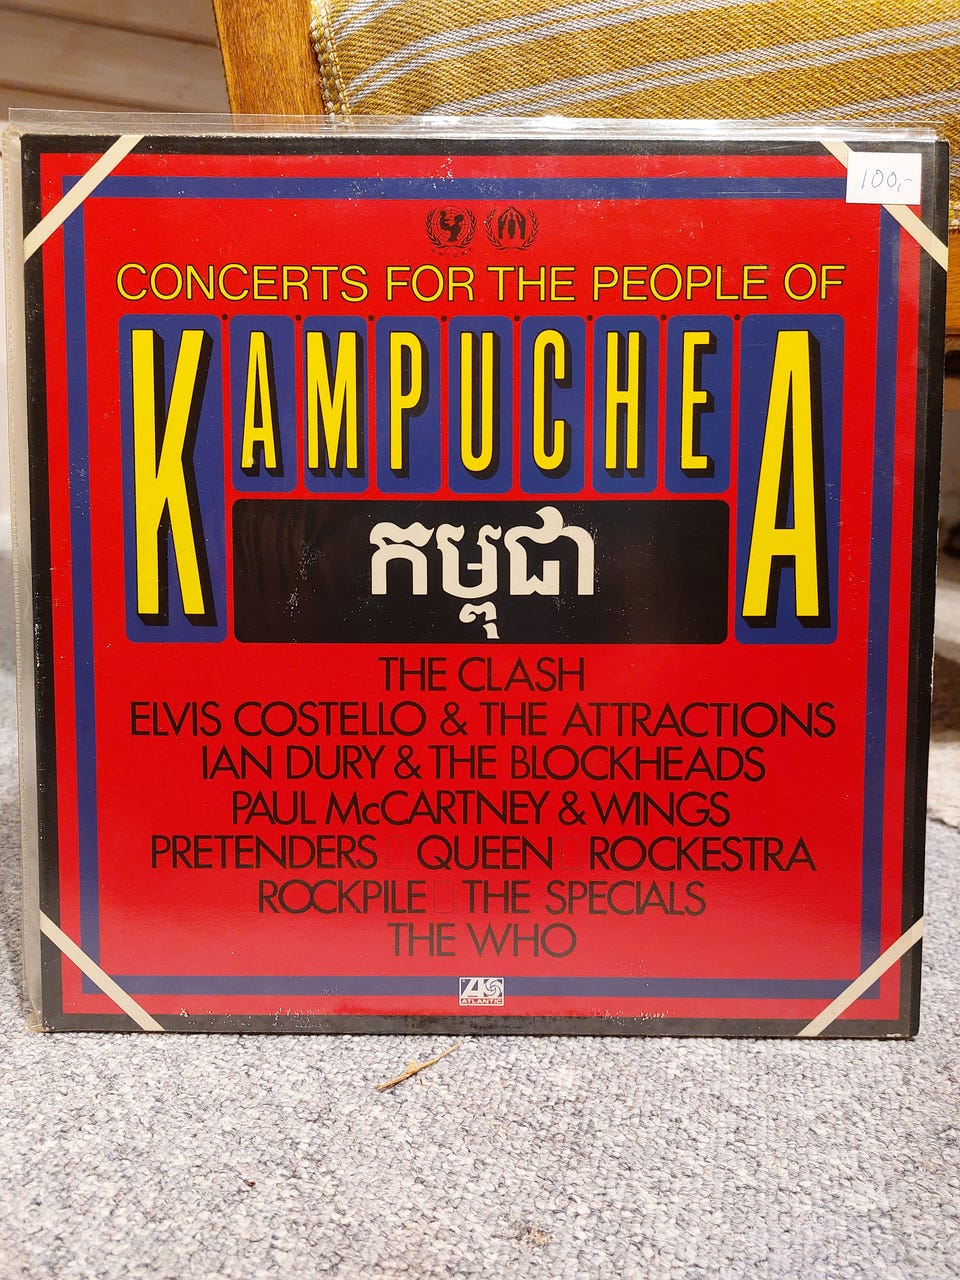 100,-
CONCERTS FOR THE PEOPLE OF
KAMPUCHEA
កម្ពុជា
THE CLASH
ELVIS COSTELLO & THE ATTRACTIONS
IAN DURY & THE BLOCKHEADS
PAUL McCARTNEY & WINGS
PRETENDERS QUEEN ROCKESTRA
ROCKPILE THE SPECIALS
THE WHO
ATLANTIC